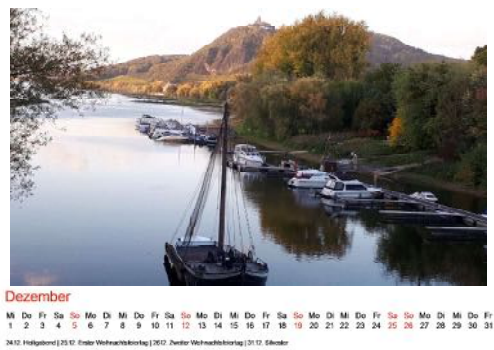 Dezember
Mi Do Fr Sa So Mo Di Mi Do Fr Sa So Mo Di Mi Do Fr Sa So Mo Di Mi Do Fr Sa So Mo Di Mi Do Fr
1 2 3 4 5 6 7 8 9 10 11 12 13 14 15 16 17 18 19 20 21 22 23 24 25 26 27 28 29 30 31
24.12. Heiligabend | 25.12. Erster Weihnachtsfeiertag | 26.12. Zweiter Weihnachtsfeiertag | 31.12. Silvester